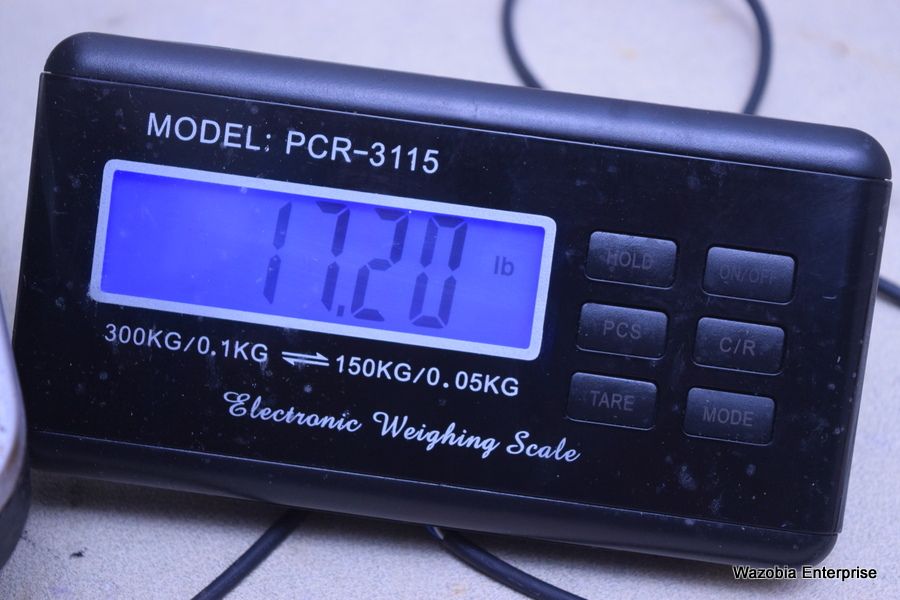 MODEL: PCR-3115
17.20 lb
300KG/0.1KG ⇌ 150KG/0.05KG
Electronic Weighing Scale
HOLD ON/OFF
PCS C/R
TARE MODE
Wazobia Enterprise